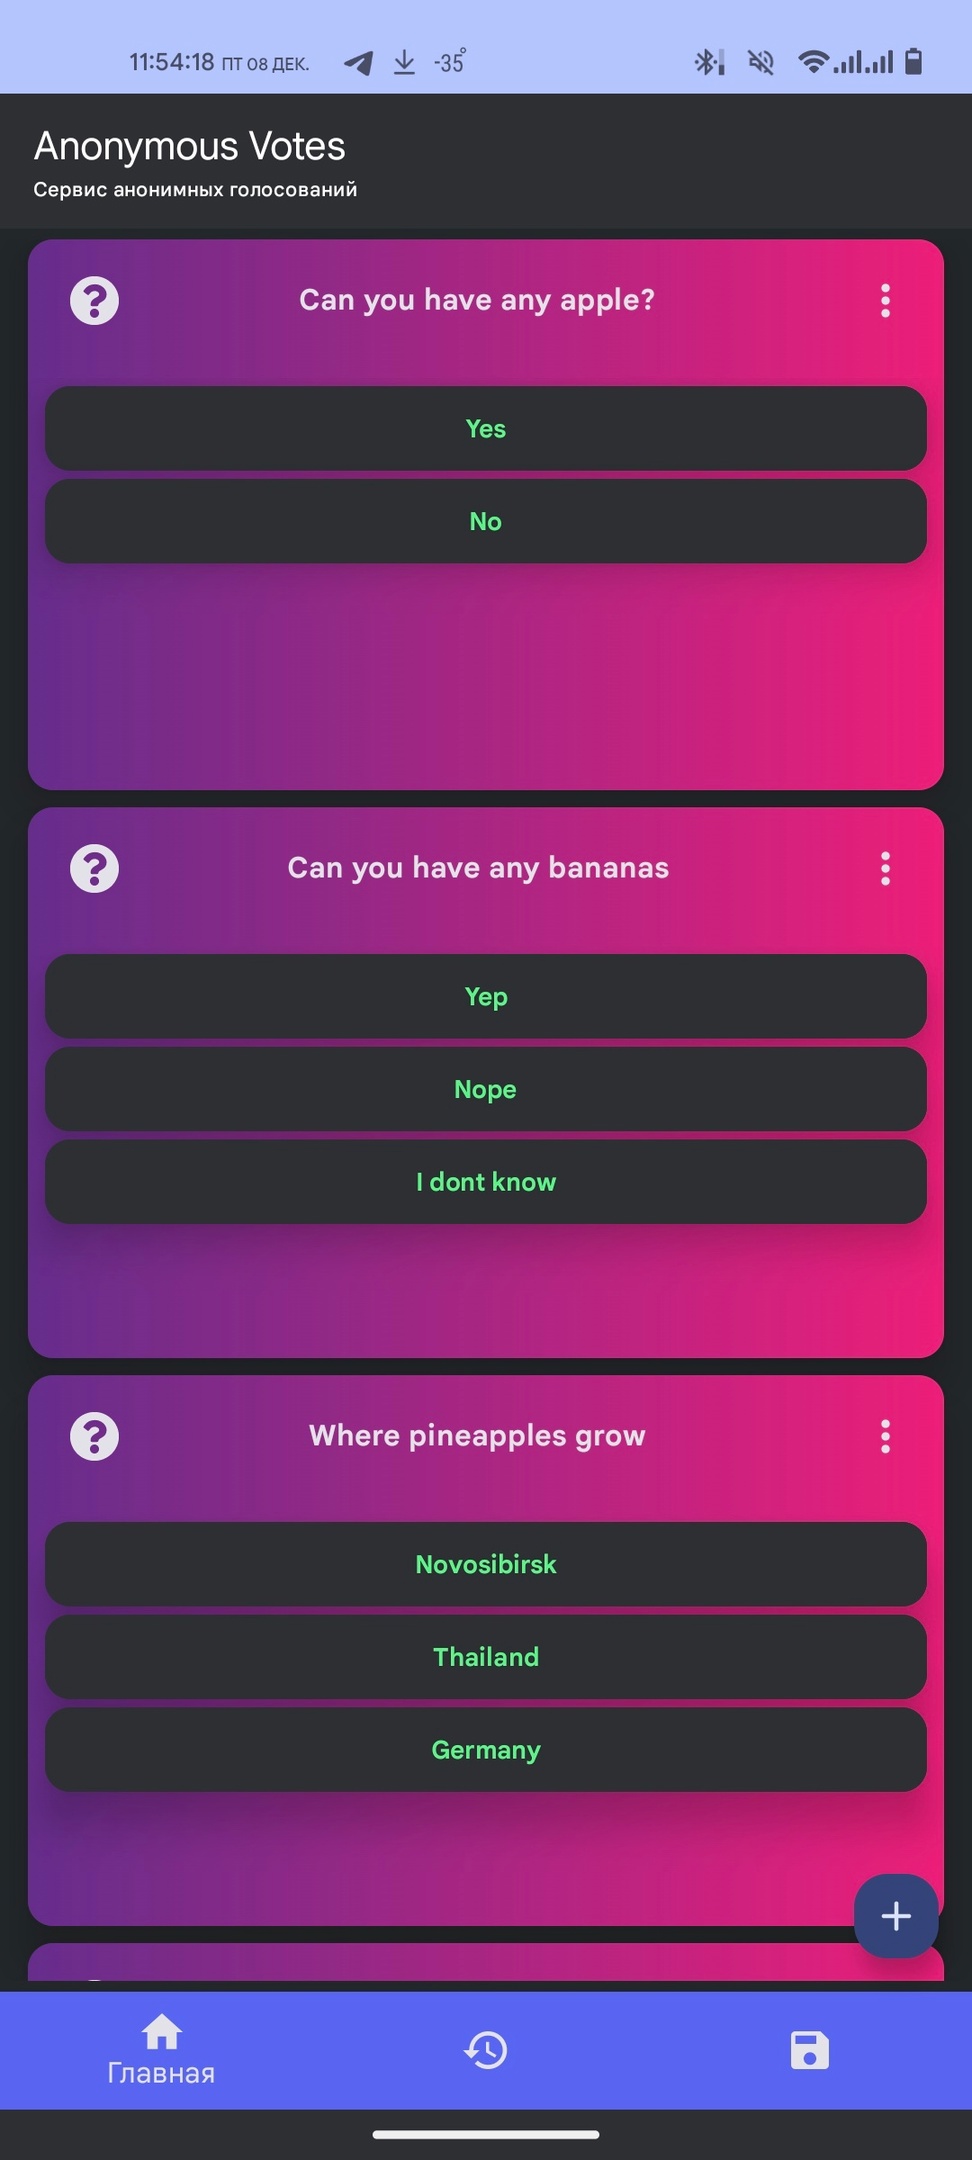 11:54:18 ПТ 08 ДЕК. -35°
Anonymous Votes
Сервис анонимных голосований
Can you have any apple?
Yes
No
Can you have any bananas
Yep
Nope
I dont know
Where pineapples grow
Novosibirsk
Thailand
Germany
Главная